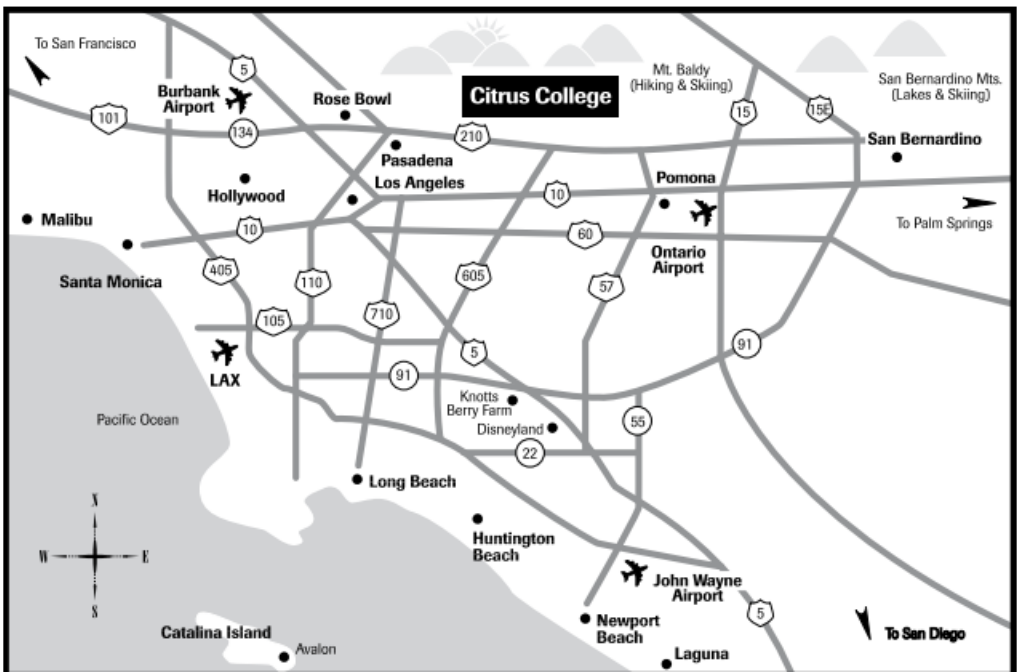 To San Francisco
5
Burbank
Airport
101
134
Rose Bowl
Citrus College
210
Mt. Baldy
(Hiking & Skiing)
15
15E
San Bernardino Mts.
(Lakes & Skiing)
San Bernardino
Pasadena
Hollywood
Los Angeles
10
Pomona
Malibu
10
60
To Palm Springs
Ontario
Airport
Santa Monica
405
110
605
57
105
710
LAX
5
91
91
Knotts
Berry Farm
Disneyland
55
22
Pacific Ocean
Long Beach
N
W
E
S
Huntington
Beach
John Wayne
Airport
5
Newport
Beach
To San Diego
Catalina Island
Avalon
Laguna